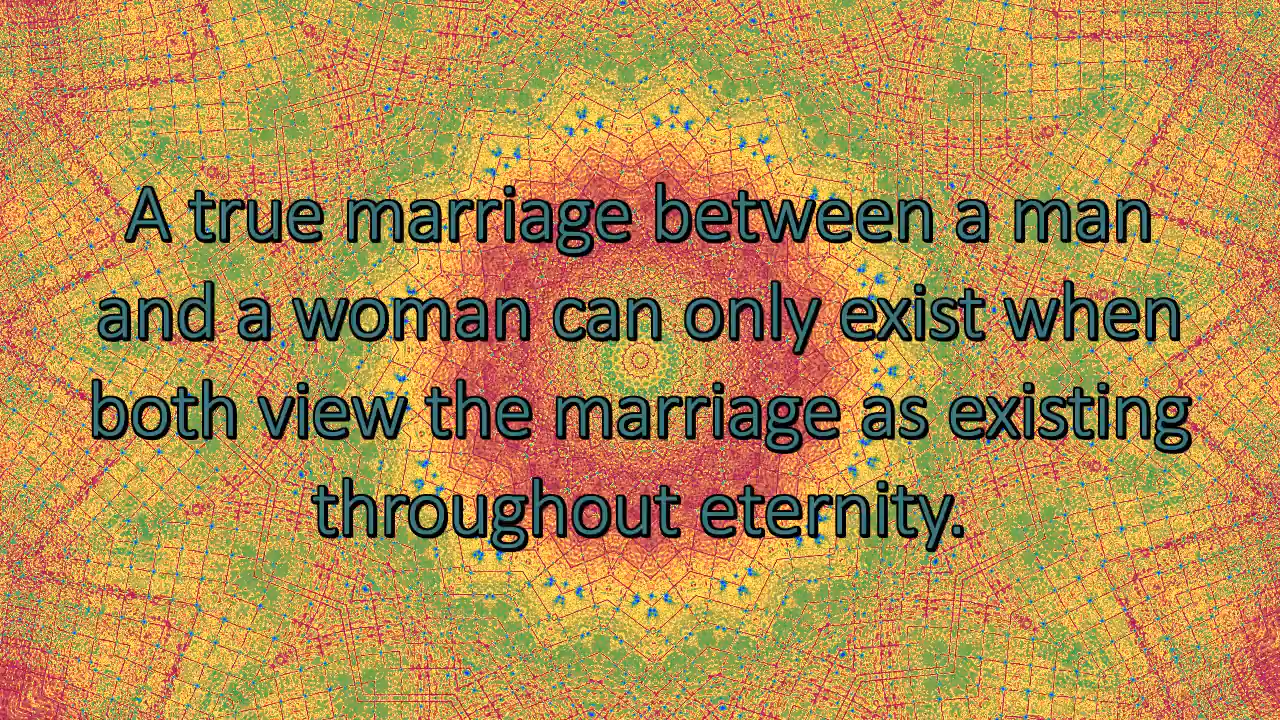 A true marriage between a man
and a woman can only exist when
both view the marriage as existing
throughout eternity.